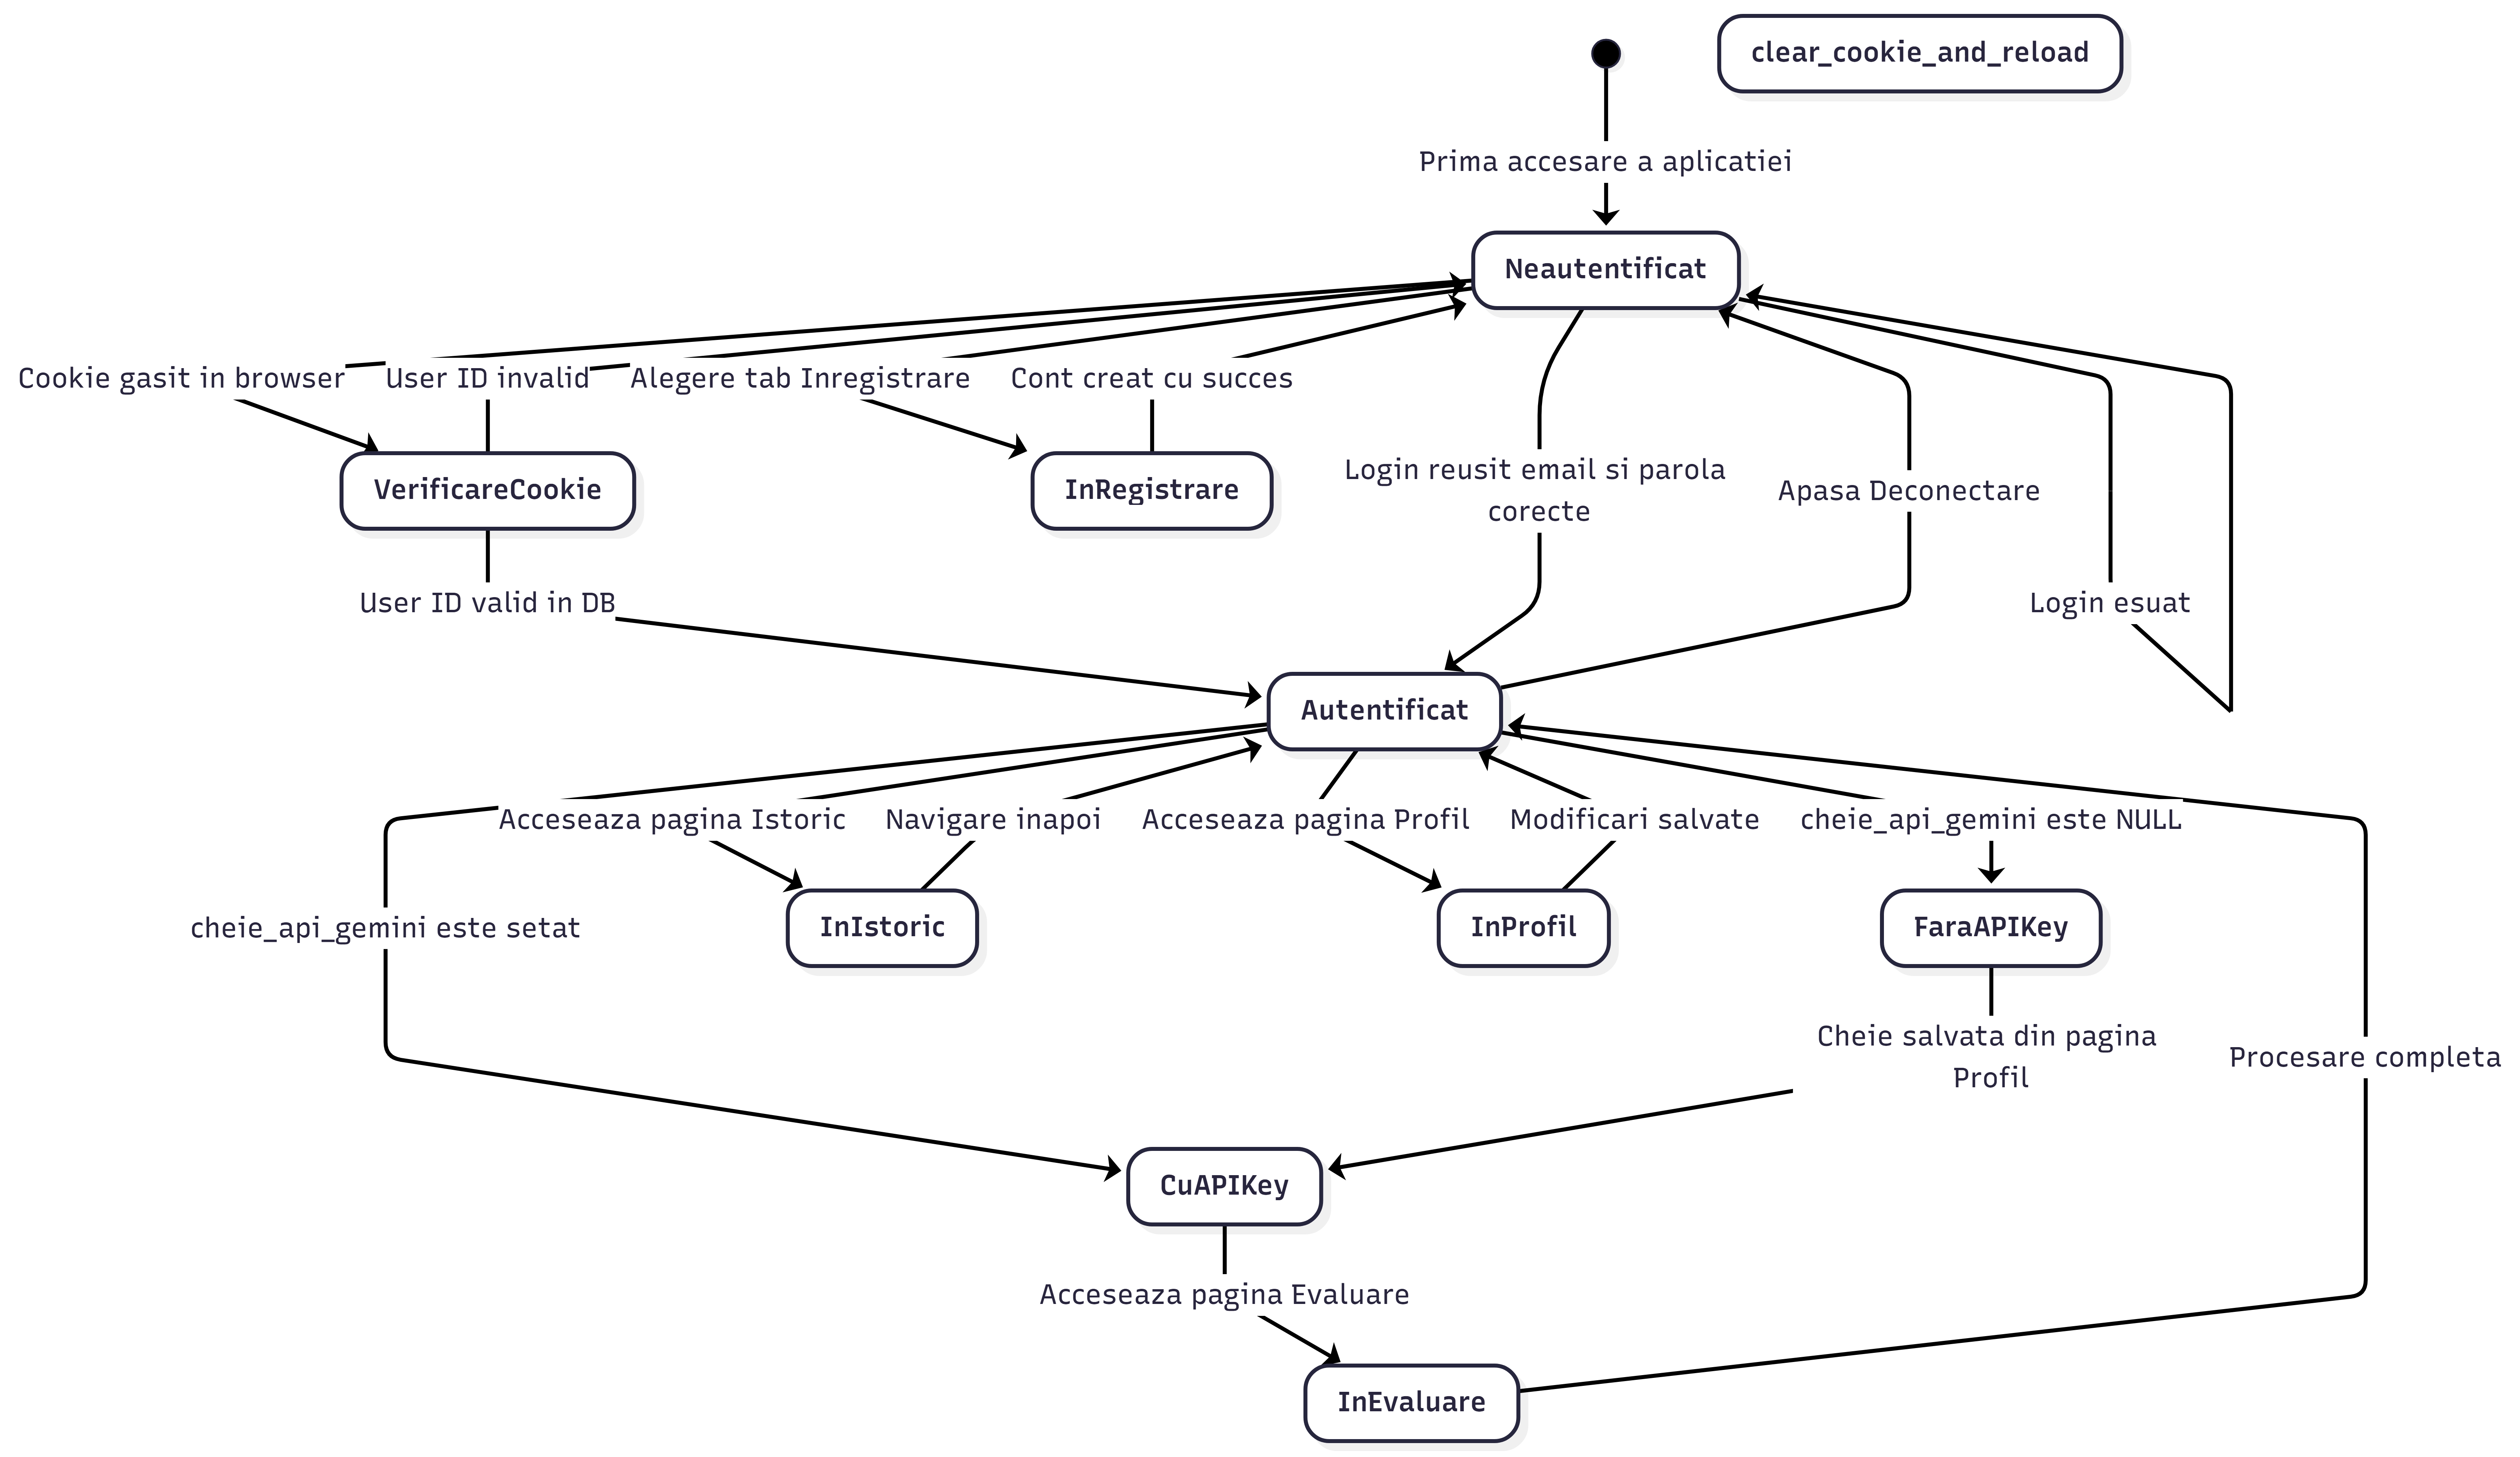 clear_cookie_and_reload
Prima accesare a aplicatiei
Neautentificat
Cookie gasit in browser
User ID invalid
Alegere tab Inregistrare
Cont creat cu succes
Login reusit email si parola
corecte
Apasa Deconectare
VerificareCookie
InRegistrare
User ID valid in DB
Login esuat
Autentificat
Acceseaza pagina Istoric
Navigare inapoi
Acceseaza pagina Profil
Modificari salvate
cheie_api_gemini este NULL
cheie_api_gemini este setat
InIstoric
InProfil
FaraAPIKey
Cheie salvata din pagina
Profil
Procesare completa
CuAPIKey
Acceseaza pagina Evaluare
InEvaluare